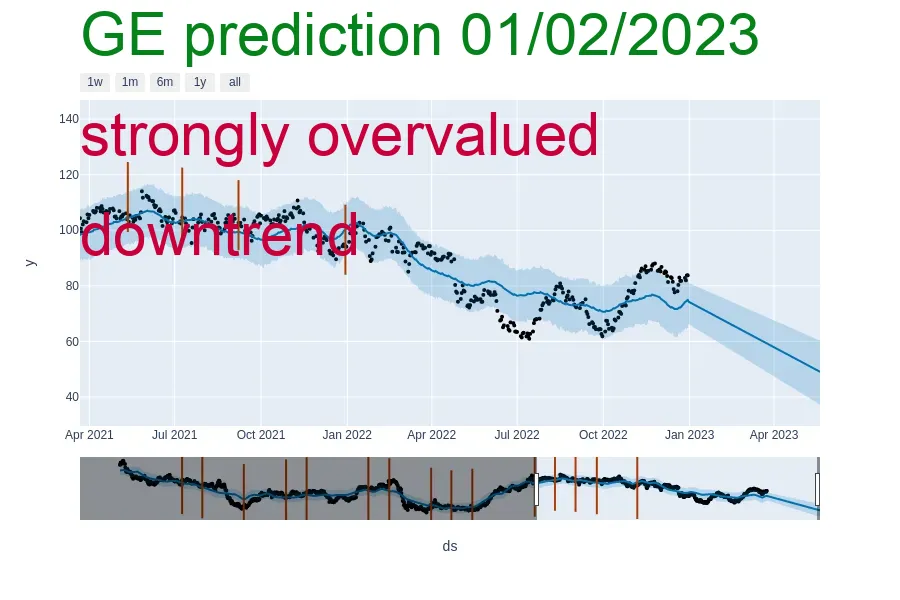 GE prediction 01/02/2023
1w 1m 6m 1y all
strongly overvalued
downtrend
140
120
100
80
60
40
y
Apr 2021 Jul 2021 Oct 2021 Jan 2022 Apr 2022 Jul 2022 Oct 2022 Jan 2023 Apr 2023
ds